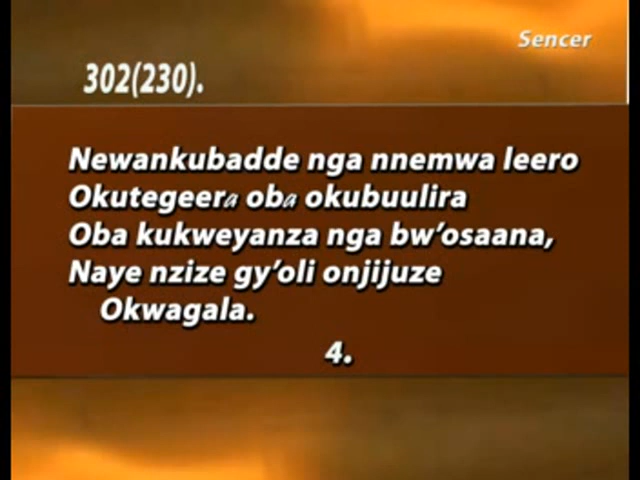 Sencer
302(230).
Newankubadde nga nnemwa leero
Okutegeera oba okubuulira
Oba kukweyanza nga bw'osaana,
Naye nzize gy'oli onjijuze
Okwagala.
4.